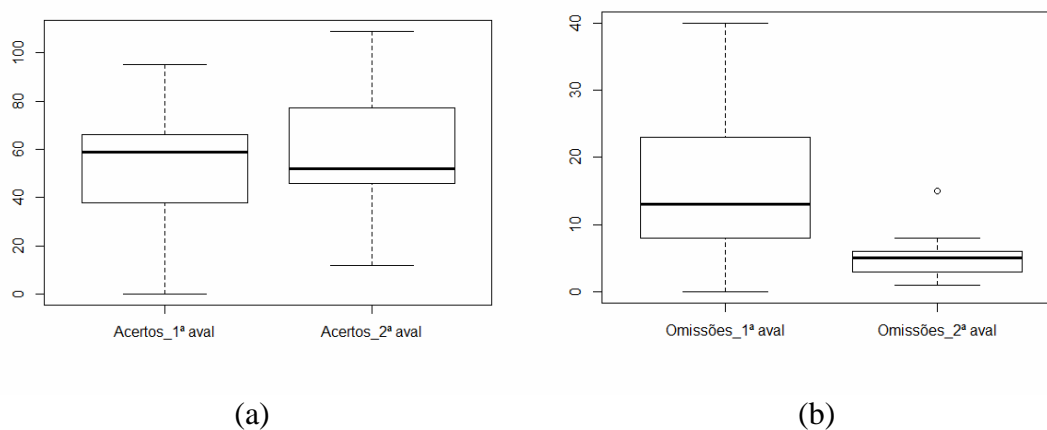 100
80
60
40
20
0
Acertos_1ª aval Acertos_2ª aval
(a)
40
30
20
10
0
Omissões_1ª aval Omissões_2ª aval
(b)